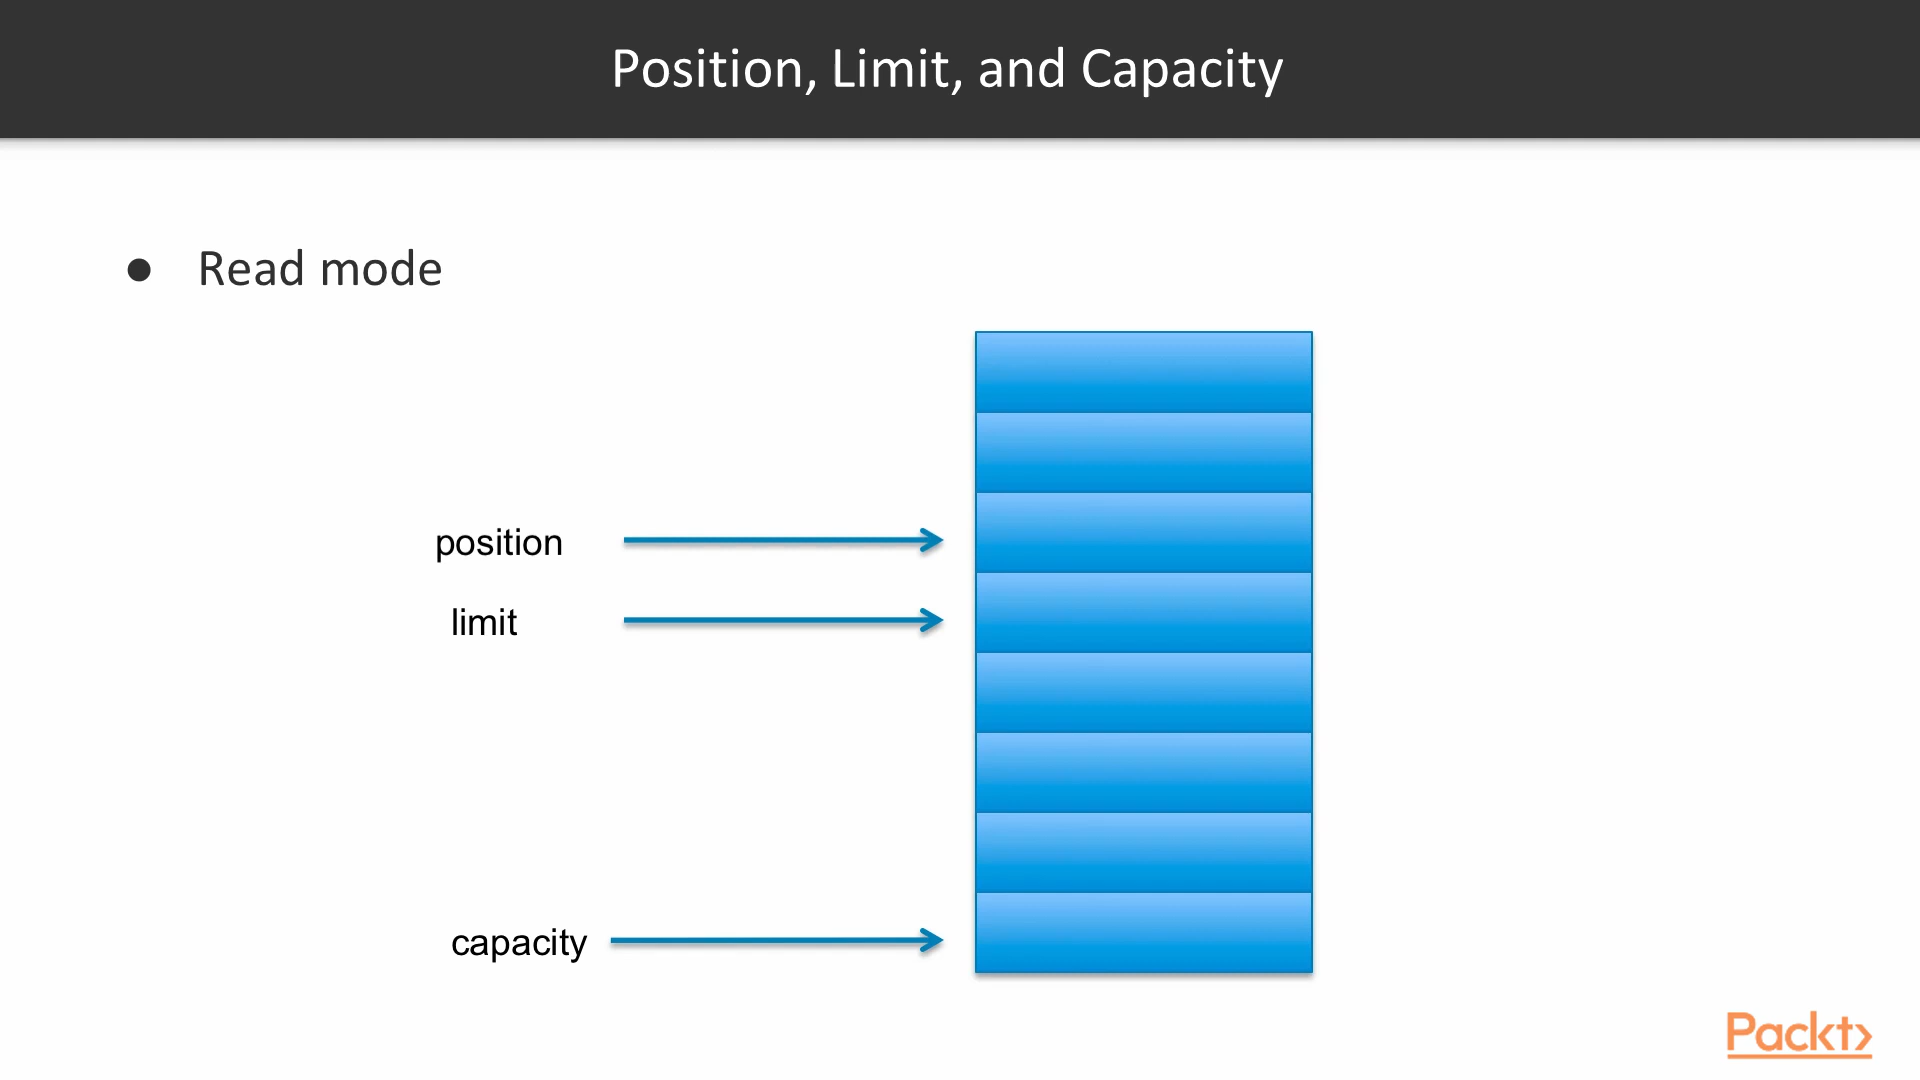 Position, Limit, and Capacity
● Read mode
position
limit
capacity
Packt>